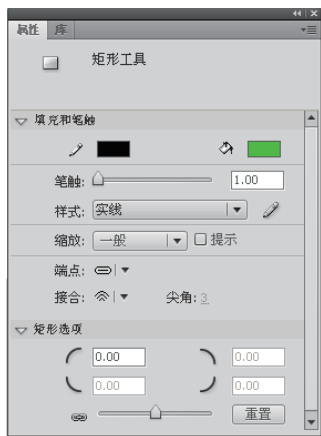 属性 库
矩形工具
填充和笔触
笔触: 1.00
样式: 实线
缩放: 一般 提示
端点:
接合: 尖角: 3
矩形选项
0.00 0.00
0.00 0.00
重置